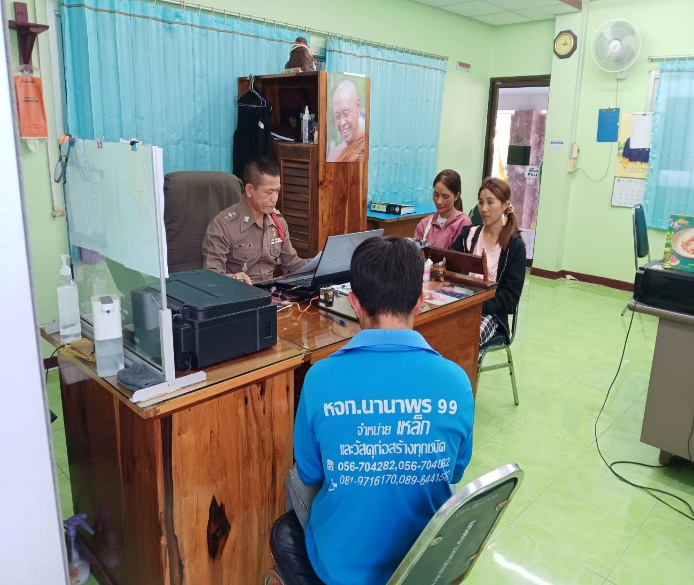 หจก.นานาพร 99
จำหน่าย เหล็ก
และวัสดุก่อสร้างทุกชนิด
056-704282,056-704682
081-9716170,089-644